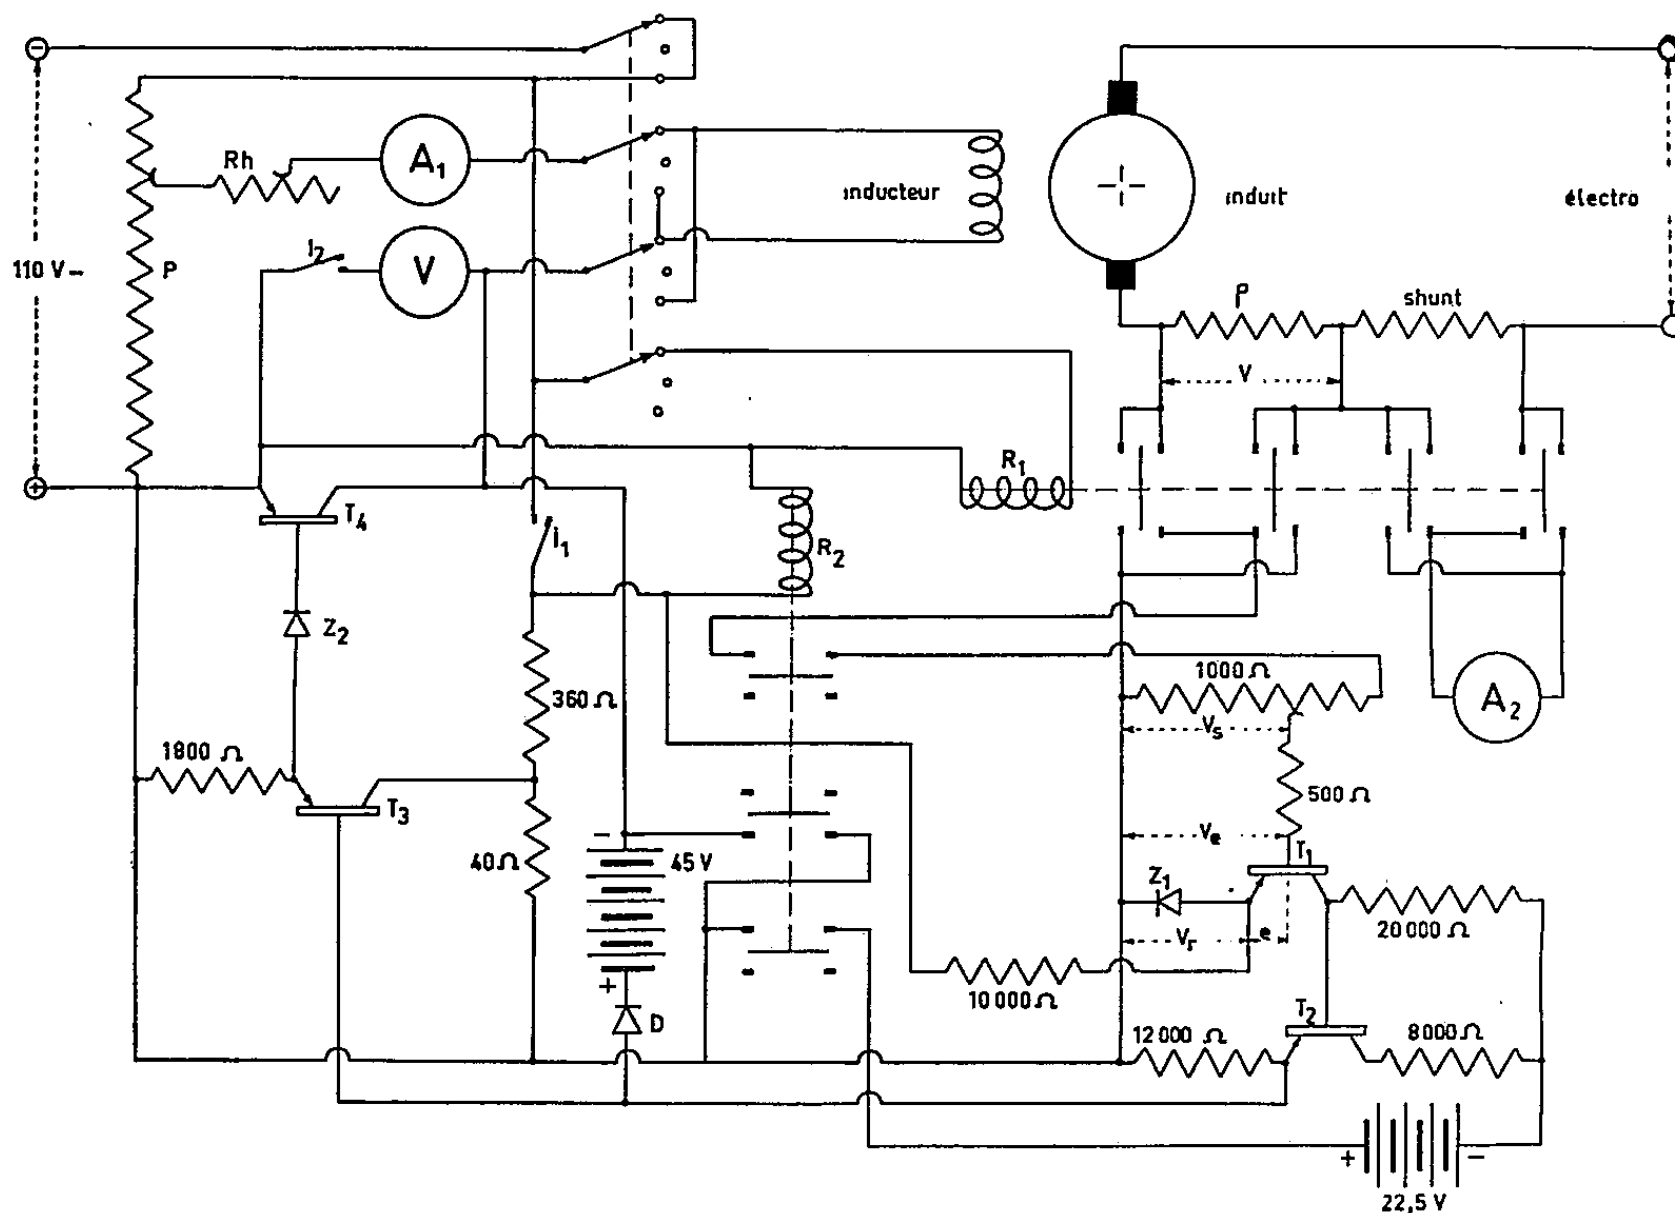 −
Rh
A₁
inducteur
induit
électro
I₂
V
110 V −
P
ρ
shunt
V
+
T₄
R₁
i₁
R₂
Z₂
360 Ω
1000 Ω
A₂
Vₛ
1800 Ω
T₃
500 Ω
Vₑ
40 Ω
−
45 V
T₁
Z₁
20 000 Ω
Vᵣ
e
10 000 Ω
+
D
T₂
12 000 Ω
8000 Ω
+
−
22,5 V